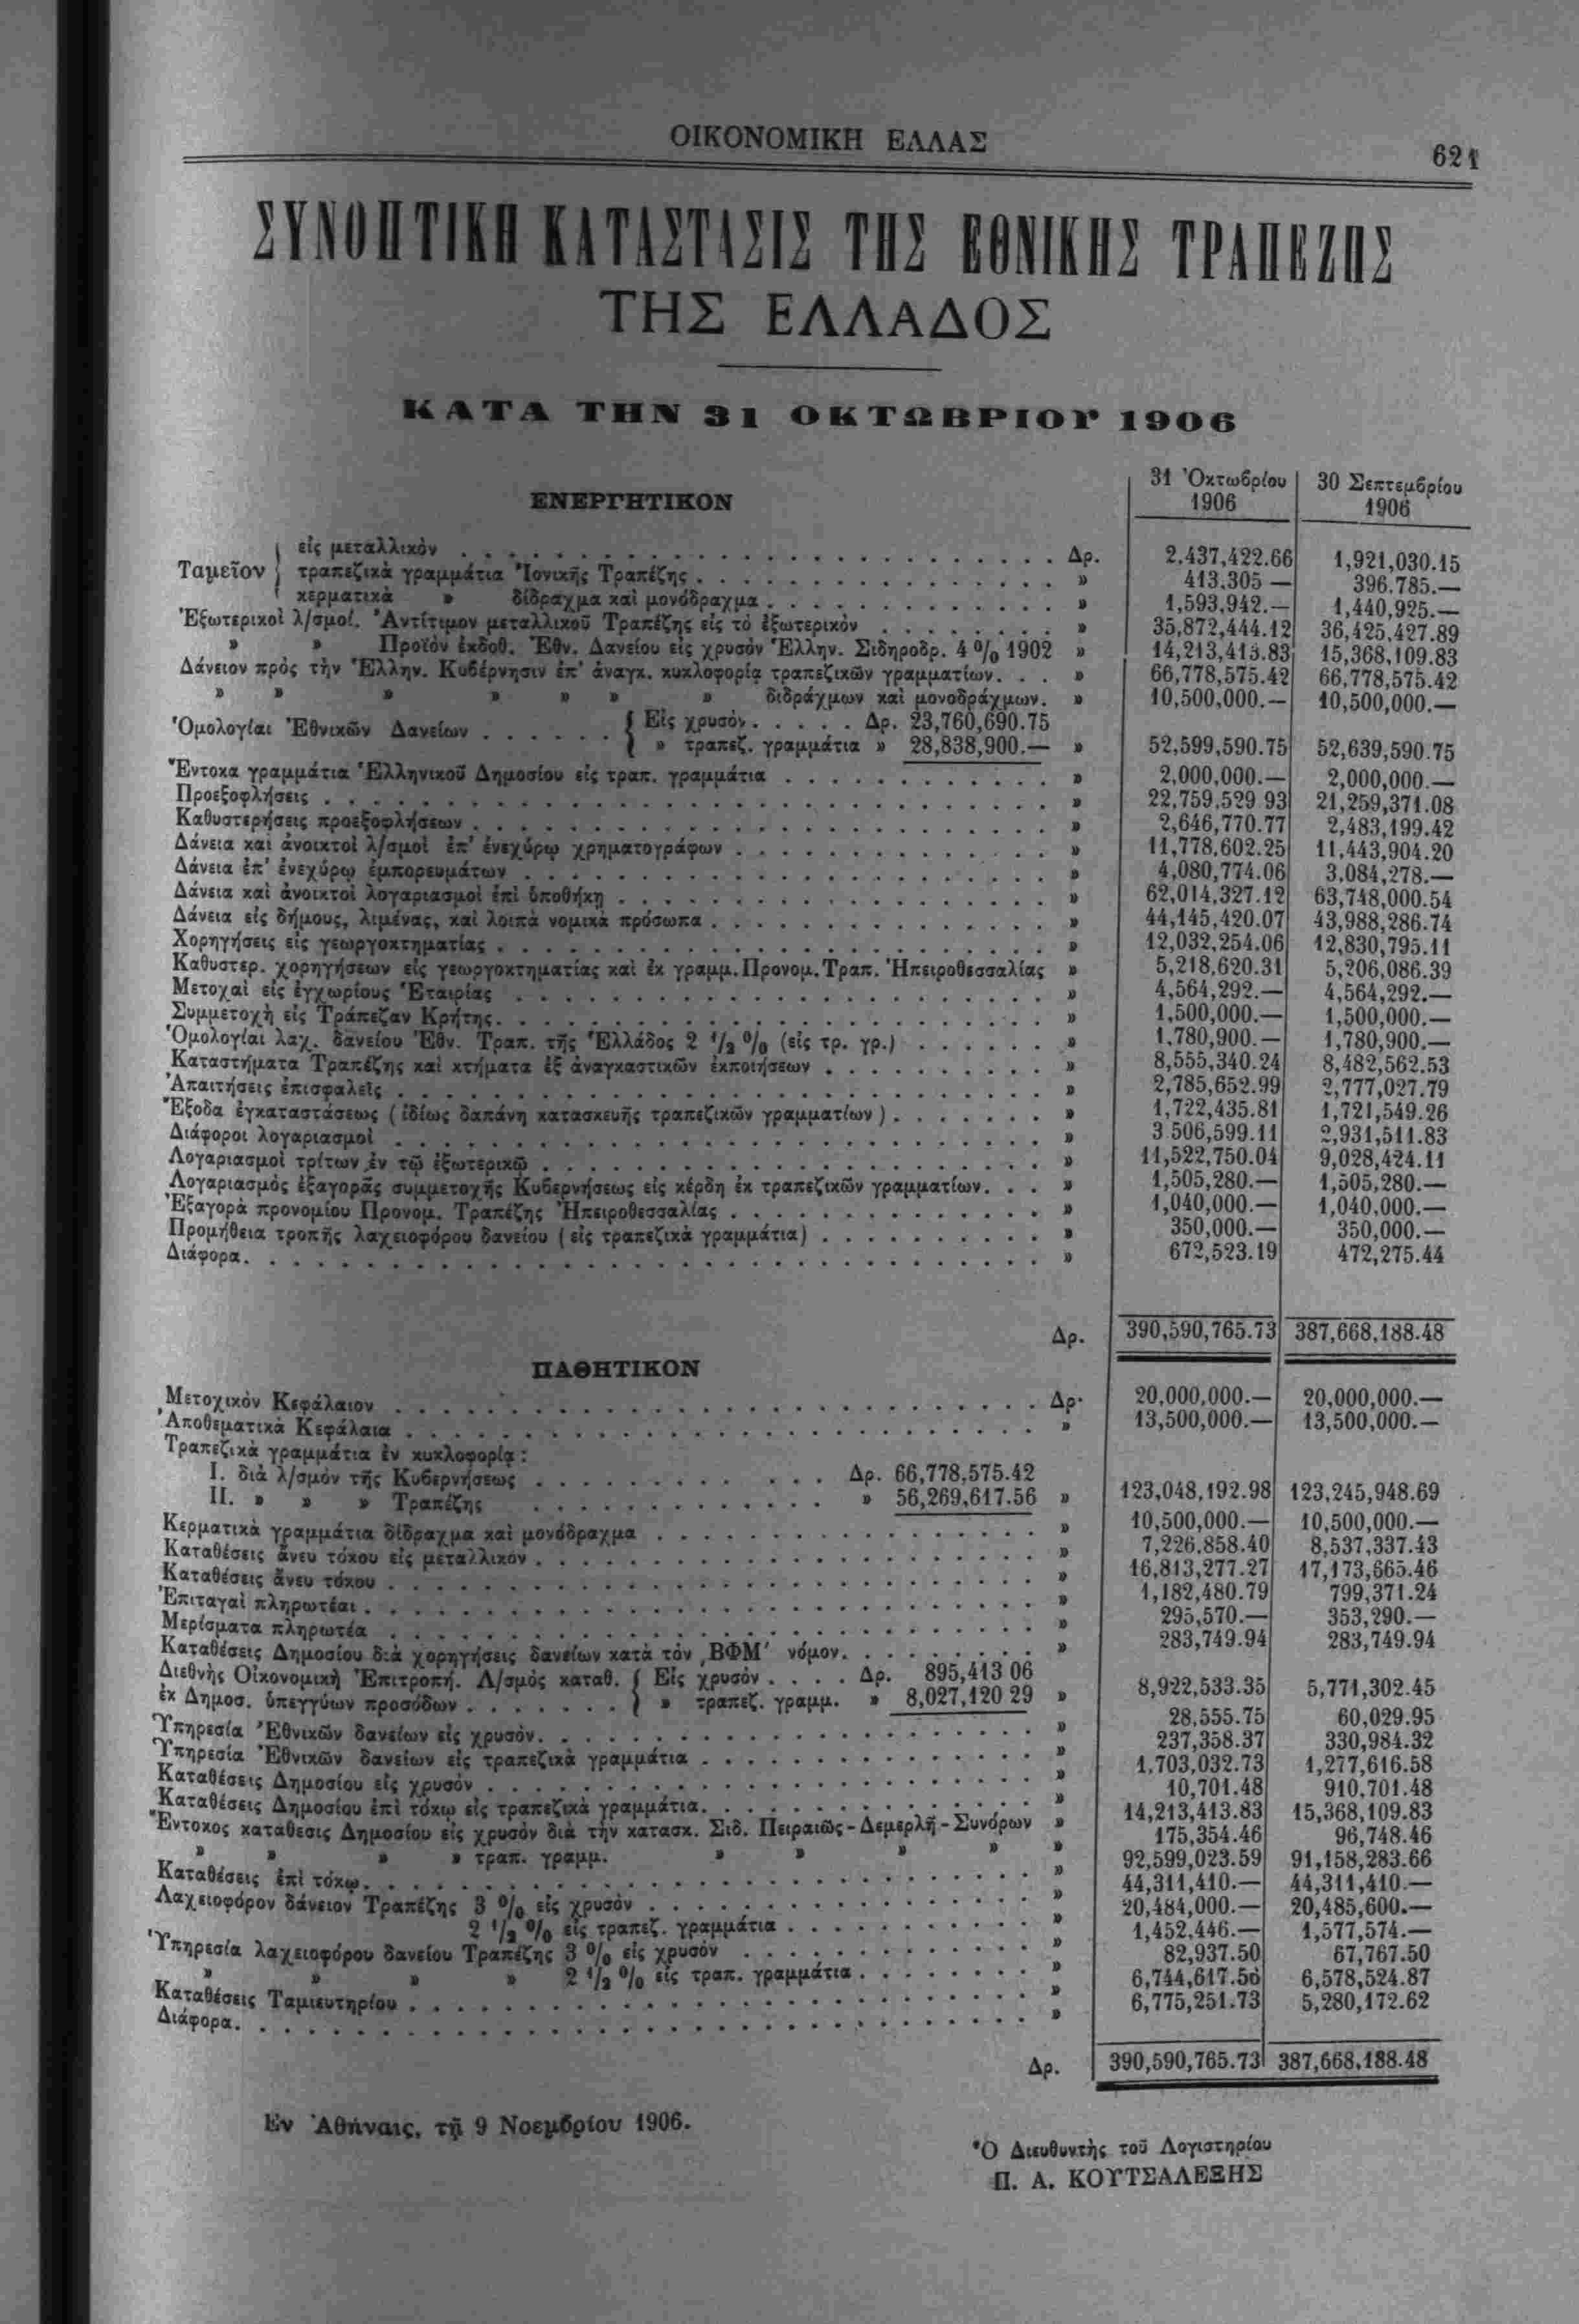 ΟΙΚΟΝΟΜΙΚΗ ΕΛΛΑΣ
621
ΣΥΝΟΠΤΙΚΗ ΚΑΤΑΣΤΑΣΙΣ ΤΗΣ ΕΘΝΙΚΗΣ ΤΡΑΠΕΖΗΣ
ΤΗΣ ΕΛΛΑΔΟΣ
ΚΑΤΑ ΤΗΝ 31 ΟΚΤΩΒΡΙΟΥ 1906
ΕΝΕΡΓΗΤΙΚΟΝ 31 Ὀκτωβρίου 1906 30 Σεπτεμβρίου 1906
Ταμεῖον { εἰς μεταλλικὸν . . . Δρ. 2.437,422.66 1,921,030.15
τραπεζικὰ γραμμάτια Ἰονικῆς Τραπέζης . . . » 413.305 — 396.785.—
κερματικὰ » δίδραχμα καὶ μονόδραχμα . . . » 1,593,942.— 1,440,925.—
Ἐξωτερικοὶ λ/σμοί. Ἀντίτιμον μεταλλικοῦ Τραπέζης εἰς τὸ ἐξωτερικὸν . . . » 35,872,444.12 36,425,427.89
» » Προϊὸν ἐκδοθ. Ἐθν. Δανείου εἰς χρυσὸν Ἑλλην. Σιδηροδρ. 4 % 1902 » 14,213,413.83 15,368,109.83
Δάνειον πρὸς τὴν Ἑλλην. Κυβέρνησιν ἐπ' ἀναγκ. κυκλοφορίᾳ τραπεζικῶν γραμματίων. . . » 66,778,575.42 66,778,575.42
» » » » » » » διδράχμων καὶ μονοδράχμων. » 10,500,000.— 10,500,000.—
Ὁμολογίαι Ἐθνικῶν Δανείων . . . { Εἰς χρυσὸν . . . Δρ. 23,760,690.75
» τραπεζ. γραμμάτια » 28,838,900.— » 52,599,590.75 52,639,590.75
Ἔντοκα γραμμάτια Ἑλληνικοῦ Δημοσίου εἰς τραπ. γραμμάτια . . . » 2,000,000.— 2,000,000.—
Προεξοφλήσεις . . . » 22,759,529 93 21,259,371.08
Καθυστερήσεις προεξοφλήσεων . . . » 2,646,770.77 2,483,199.42
Δάνεια καὶ ἀνοικτοὶ λ/σμοὶ ἐπ' ἐνεχύρῳ χρηματογράφων . . . » 11,778,602.25 11,443,904.20
Δάνεια ἐπ' ἐνεχύρῳ ἐμπορευμάτων . . . » 4,080,774.06 3,084,278.—
Δάνεια καὶ ἀνοικτοὶ λογαριασμοὶ ἐπὶ ὑποθήκῃ . . . » 62,014,327.12 63,748,000.54
Δάνεια εἰς δήμους, λιμένας, καὶ λοιπὰ νομικὰ πρόσωπα . . . » 44,145,420.07 43,988,286.74
Χορηγήσεις εἰς γεωργοκτηματίας . . . » 12,032,254.06 12,830,795.11
Καθυστερ. χορηγήσεων εἰς γεωργοκτηματίας καὶ ἐκ γραμμ. Προνομ. Τραπ. Ἠπειροθεσσαλίας » 5,218,620.31 5,206,086.39
Μετοχαὶ εἰς ἐγχωρίους Ἑταιρίας . . . » 4,564,292.— 4,564,292.—
Συμμετοχὴ εἰς Τράπεζαν Κρήτης. . . » 1,500,000.— 1,500,000.—
Ὁμολογίαι λαχ. δανείου Ἐθν. Τραπ. τῆς Ἑλλάδος 2 1/2 % (εἰς τρ. γρ.) . . . » 1,780,900.— 1,780,900.—
Καταστήματα Τραπέζης καὶ κτήματα ἐξ ἀναγκαστικῶν ἐκποιήσεων . . . » 8,555,340.24 8,482,562.53
Ἀπαιτήσεις ἐπισφαλεῖς . . . » 2,785,652.99 2,777,027.79
Ἔξοδα ἐγκαταστάσεως (ἰδίως δαπάνη κατασκευῆς τραπεζικῶν γραμματίων) . . . » 1,722,435.81 1,721,549.26
Διάφοροι λογαριασμοὶ . . . » 3 506,599.11 2,931,511.83
Λογαριασμοὶ τρίτων ἐν τῷ ἐξωτερικῷ . . . » 11,522,750.04 9,028,424.11
Λογαριασμὸς ἐξαγορᾶς συμμετοχῆς Κυβερνήσεως εἰς κέρδη ἐκ τραπεζικῶν γραμματίων. . . » 1,505,280.— 1,505,280.—
Ἐξαγορὰ προνομίου Προνομ. Τραπέζης Ἠπειροθεσσαλίας . . . » 1,040,000.— 1,040,000.—
Προμήθεια τροπῆς λαχειοφόρου δανείου (εἰς τραπεζικὰ γραμμάτια) . . . » 350,000.— 350,000.—
Διάφορα. . . » 672,523.19 472,275.44
Δρ. 390,590,765.73 387,668,188.48
ΠΑΘΗΤΙΚΟΝ
Μετοχικὸν Κεφάλαιον . . . Δρ. 20,000,000.— 20,000,000.—
Ἀποθεματικὰ Κεφάλαια . . . » 13,500,000.— 13,500,000.—
Τραπεζικὰ γραμμάτια ἐν κυκλοφορίᾳ :
I. διὰ λ/σμὸν τῆς Κυβερνήσεως . . . Δρ. 66,778,575.42
II. » » » Τραπέζης . . . » 56,269,617.56 » 123,048,192.98 123,245,948.69
Κερματικὰ γραμμάτια δίδραχμα καὶ μονόδραχμα . . . » 10,500,000.— 10,500,000.—
Καταθέσεις ἄνευ τόκου εἰς μεταλλικὸν . . . » 7,226.858.40 8,537,337.43
Καταθέσεις ἄνευ τόκου . . . » 16,813,277.27 17,173,665.46
Ἐπιταγαὶ πληρωτέαι . . . » 1,182,480.79 799,371.24
Μερίσματα πληρωτέα . . . » 295,570.— 353,290.—
Καταθέσεις Δημοσίου διὰ χορηγήσεις δανείων κατὰ τὸν ͵ΒΦΜ' νόμον. . . » 283,749.94 283,749.94
Διεθνὴς Οἰκονομικὴ Ἐπιτροπή. Λ/σμὸς καταθ. { Εἰς χρυσὸν . . . Δρ. 895,413 06
ἐκ Δημοσ. ὑπεγγύων προσόδων . . . » τραπεζ. γραμμ. » 8,027,120 29 » 8,922,533.35 5,771,302.45
Ὑπηρεσία Ἐθνικῶν δανείων εἰς χρυσόν. . . » 28,555.75 60,029.95
Ὑπηρεσία Ἐθνικῶν δανείων εἰς τραπεζικὰ γραμμάτια . . . » 237,358.37 330,984.32
Καταθέσεις Δημοσίου εἰς χρυσὸν . . . » 1,703,032.73 1,277,616.58
Καταθέσεις Δημοσίου ἐπὶ τόκῳ εἰς τραπεζικὰ γραμμάτια. . . » 10,701.48 910,701.48
Ἔντοκος κατάθεσις Δημοσίου εἰς χρυσὸν διὰ τὴν κατασκ. Σιδ. Πειραιῶς - Δεμερλῆ - Συνόρων » 14,213,413.83 15,368,109.83
» » » » τραπ. γραμμ. » » » » » 175,354.46 96,748.46
Καταθέσεις ἐπὶ τόκῳ. . . » 92,599,023.59 91,158,283.66
Λαχειοφόρον δάνειον Τραπέζης 3 % εἰς χρυσὸν . . . » 44,311,410.— 44,311,410.—
2 1/2 % εἰς τραπεζ. γραμμάτια . . . » 20,484,000.— 20,485,600.—
Ὑπηρεσία λαχειοφόρου δανείου Τραπέζης 3 % εἰς χρυσὸν . . . » 1,452,446.— 1,577,574.—
» » » » 2 1/2 % εἰς τραπ. γραμμάτια . . . » 82,937.50 67,767.50
Καταθέσεις Ταμιευτηρίου . . . » 6,744,617.56 6,578,524.87
Διάφορα. . . » 6,775,251.73 5,280,172.62
Δρ. 390,590,765.73 387,668,188.48
Ἐν Ἀθήναις, τῇ 9 Νοεμβρίου 1906.
Ὁ Διευθυντὴς τοῦ Λογιστηρίου
Π. Α. ΚΟΥΤΣΑΛΕΞΗΣ